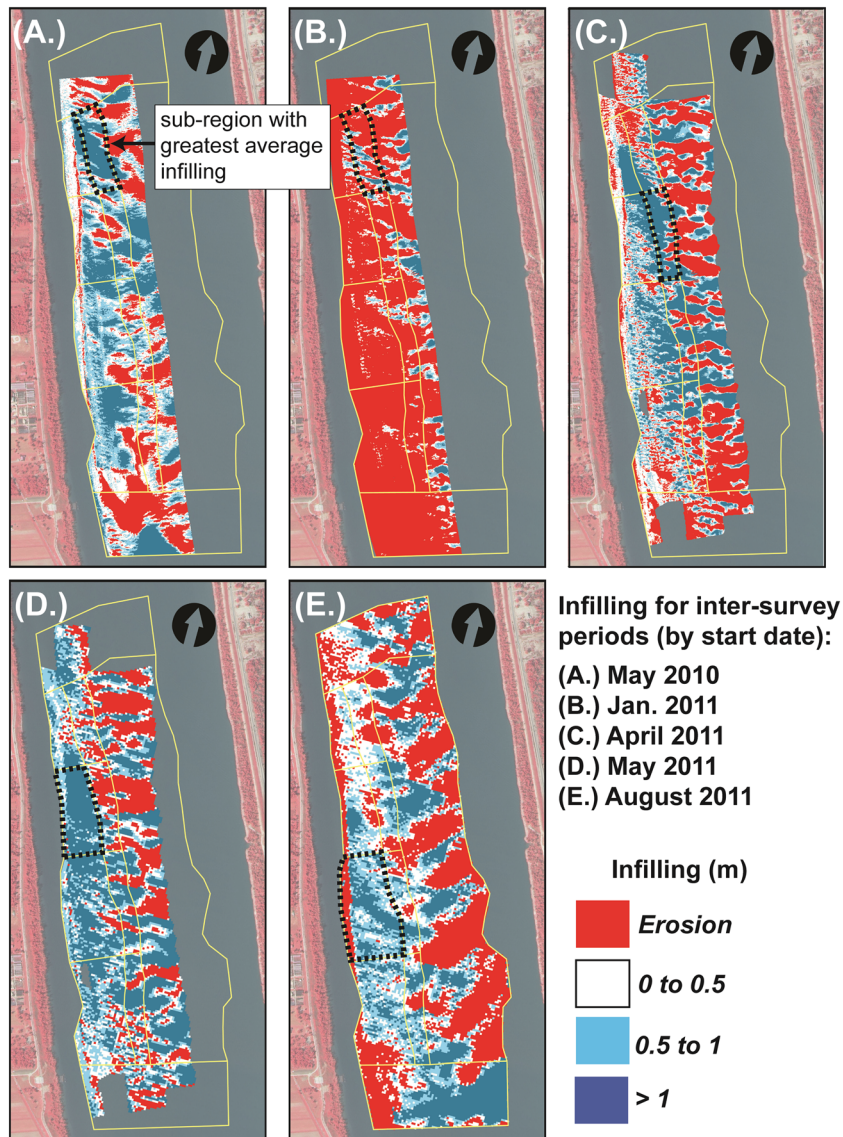 (A.)
(B.)
(C.)
sub-region with
greatest average
infilling
(D.)
(E.)
Infilling for inter-survey
periods (by start date):
(A.) May 2010
(B.) Jan. 2011
(C.) April 2011
(D.) May 2011
(E.) August 2011
Infilling (m)
Erosion
0 to 0.5
0.5 to 1
> 1